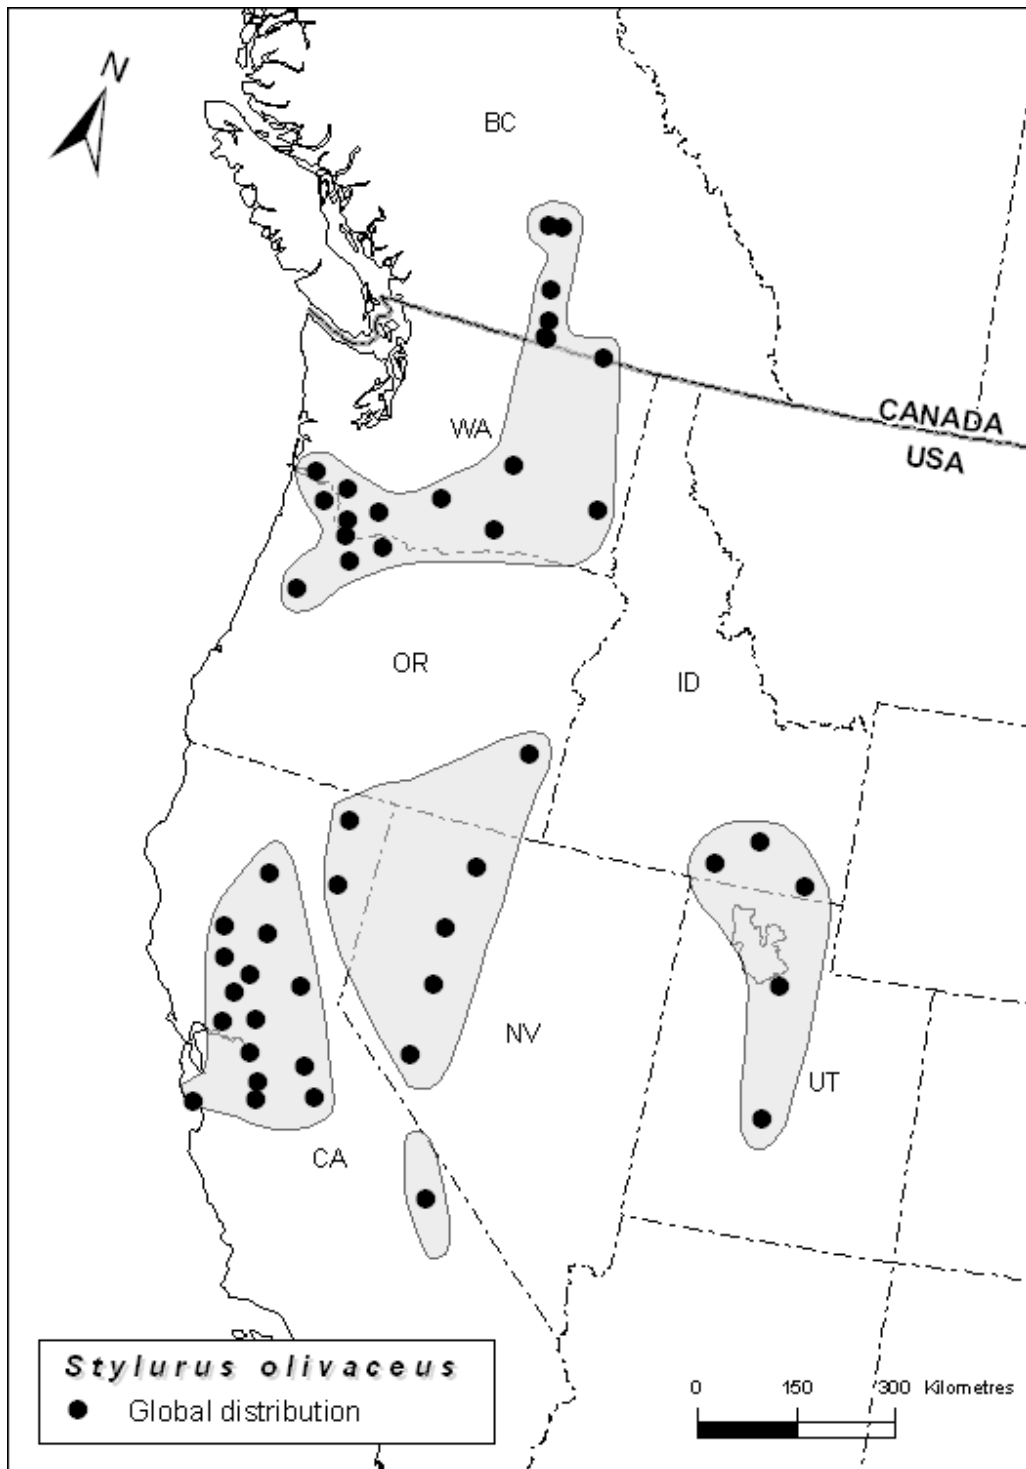 N
BC
WA
CANADA
USA
OR
ID
NV
UT
CA
Stylurus olivaceus
Global distribution
0 150 300 Kilometres